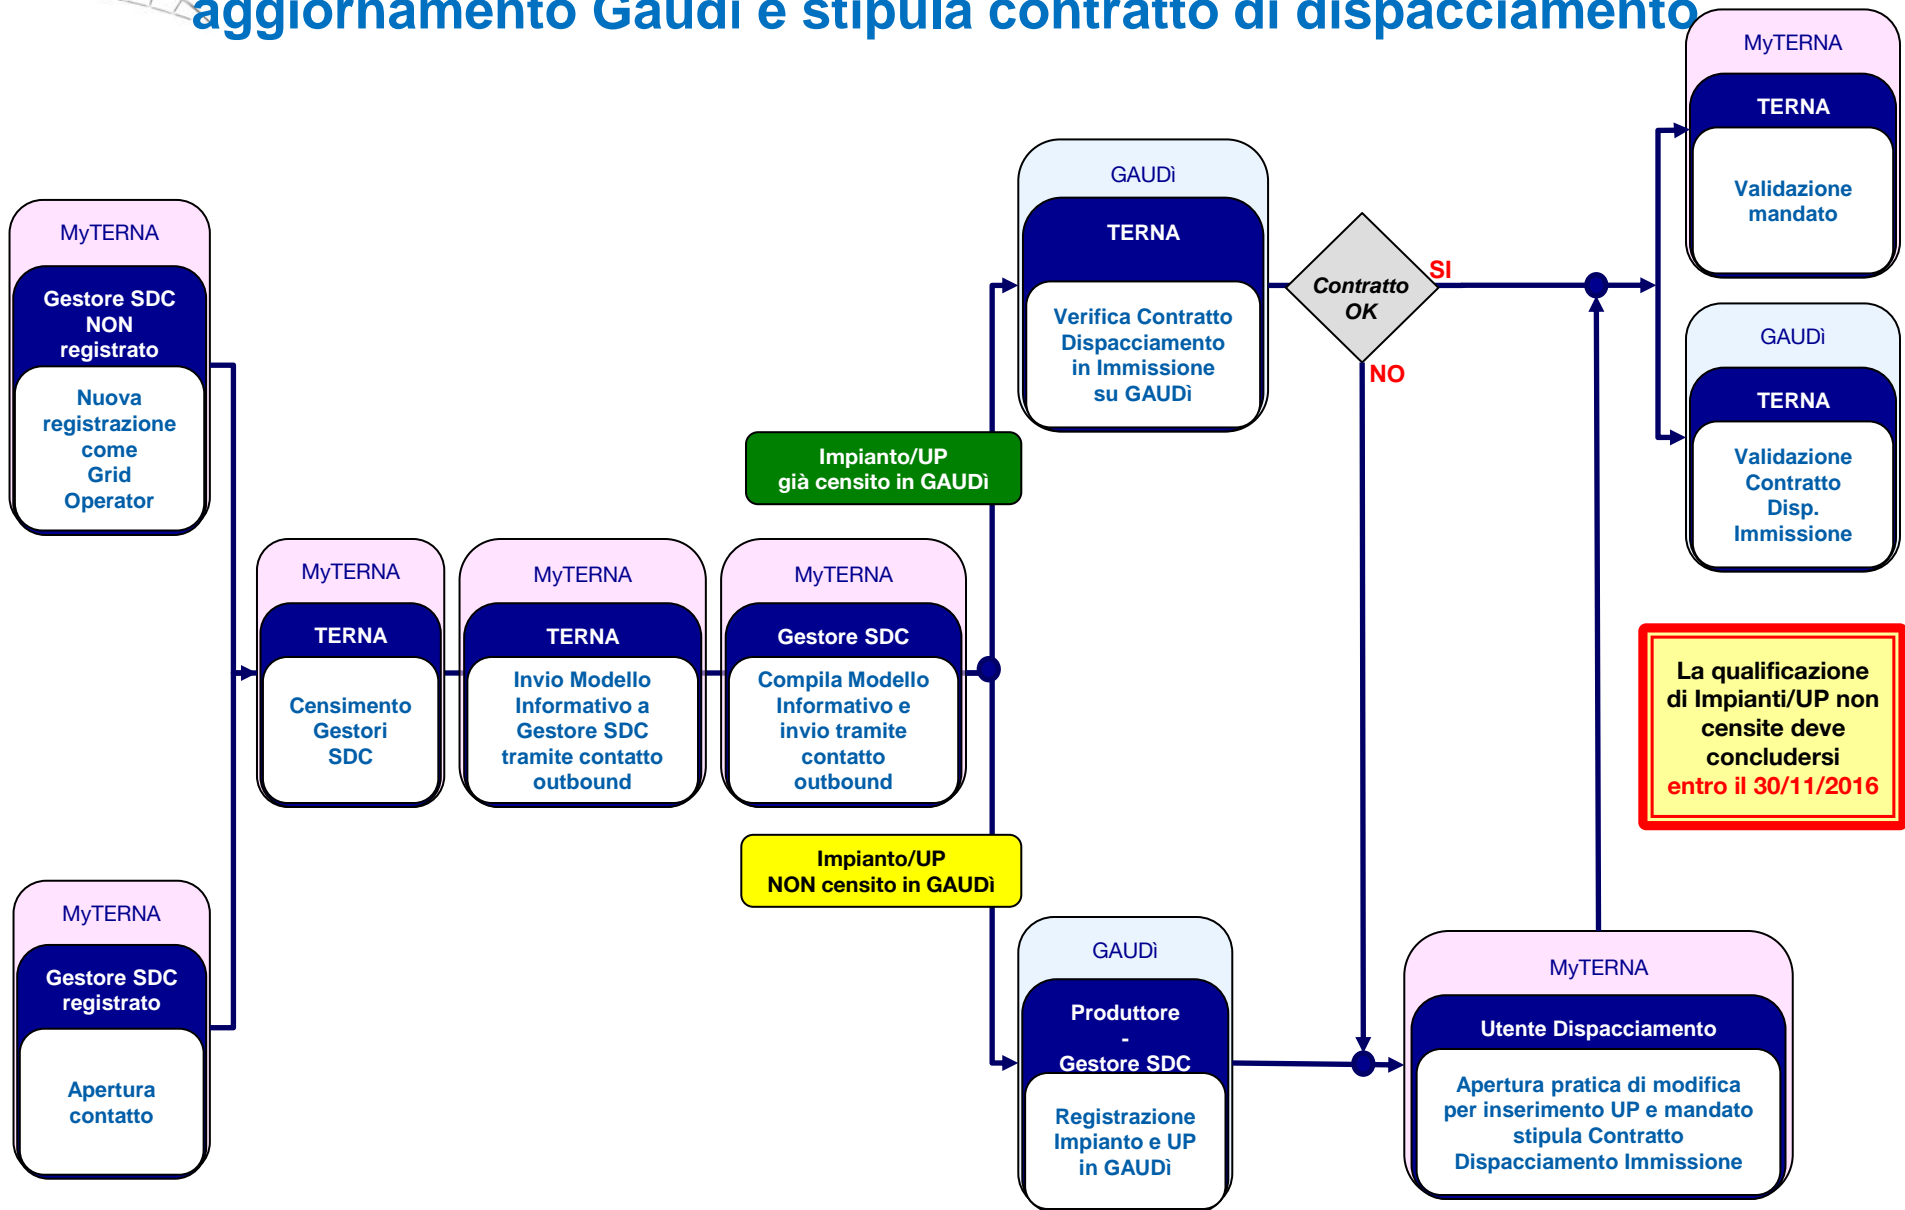 aggiornamento Gaudì e stipula contratto di dispacciamento
MyTERNA
Gestore SDC
NON
registrato
Nuova
registrazione
come
Grid
Operator
MyTERNA
Gestore SDC
registrato
Apertura
contatto
MyTERNA
TERNA
Censimento
Gestori
SDC
MyTERNA
TERNA
Invio Modello
Informativo a
Gestore SDC
tramite contatto
outbound
MyTERNA
Gestore SDC
Compila Modello
Informativo e
invio tramite
contatto
outbound
Impianto/UP
già censito in GAUDÌ
Impianto/UP
NON censito in GAUDÌ
GAUDÌ
TERNA
Verifica Contratto
Dispacciamento
in Immissione
su GAUDÌ
Contratto
OK
SI
NO
GAUDÌ
Produttore
-
Gestore SDC
Registrazione
Impianto e UP
in GAUDÌ
MyTERNA
Utente Dispacciamento
Apertura pratica di modifica
per inserimento UP e mandato
stipula Contratto
Dispacciamento Immissione
MyTERNA
TERNA
Validazione
mandato
GAUDÌ
TERNA
Validazione
Contratto
Disp.
Immissione
La qualificazione
di Impianti/UP non
censite deve
concludersi
entro il 30/11/2016